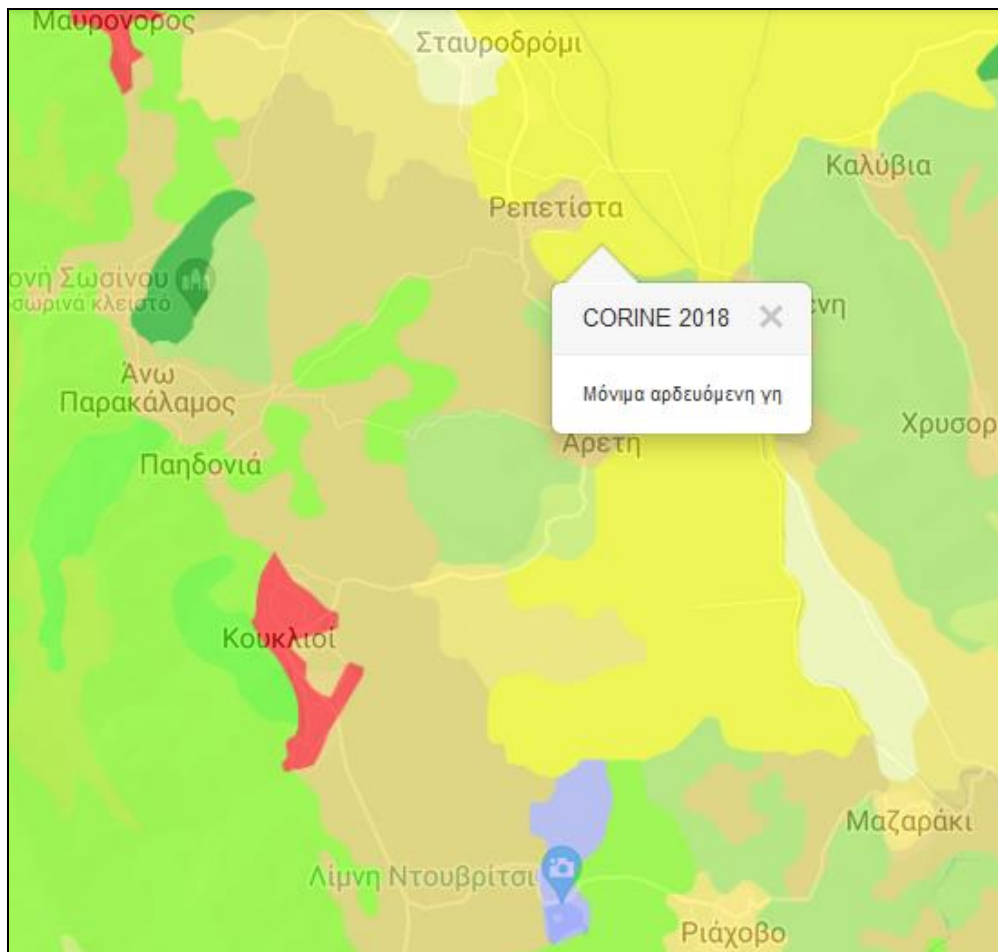 Μαυρονορος
Σταυροδρόμι
Καλύβια
Ρεπετίστα
ονή Σωσίνου
σωρινά κλειστό
CORINE 2018
ενη
Μόνιμα αρδευόμενη γη
Άνω
Παρακάλαμος
Χρυσορ
Αρετή
Παηδονιά
Κουκλιοί
Μαζαράκι
Λίμνη Ντουβρίτσι
Ριάχοβο